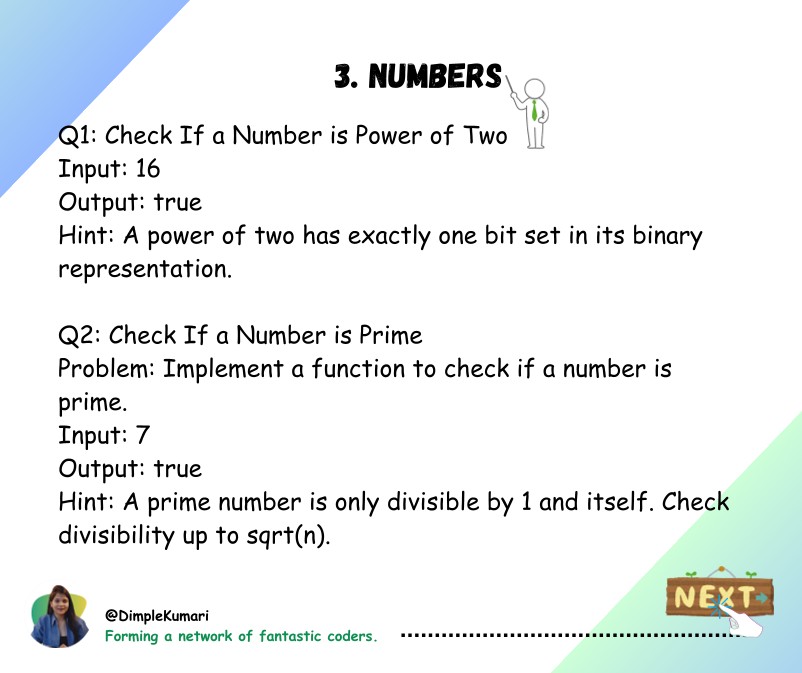 3. NUMBERS
Q1: Check If a Number is Power of Two
Input: 16
Output: true
Hint: A power of two has exactly one bit set in its binary
representation.
Q2: Check If a Number is Prime
Problem: Implement a function to check if a number is
prime.
Input: 7
Output: true
Hint: A prime number is only divisible by 1 and itself. Check
divisibility up to sqrt(n).
NEXT
@DimpleKumari
Forming a network of fantastic coders.